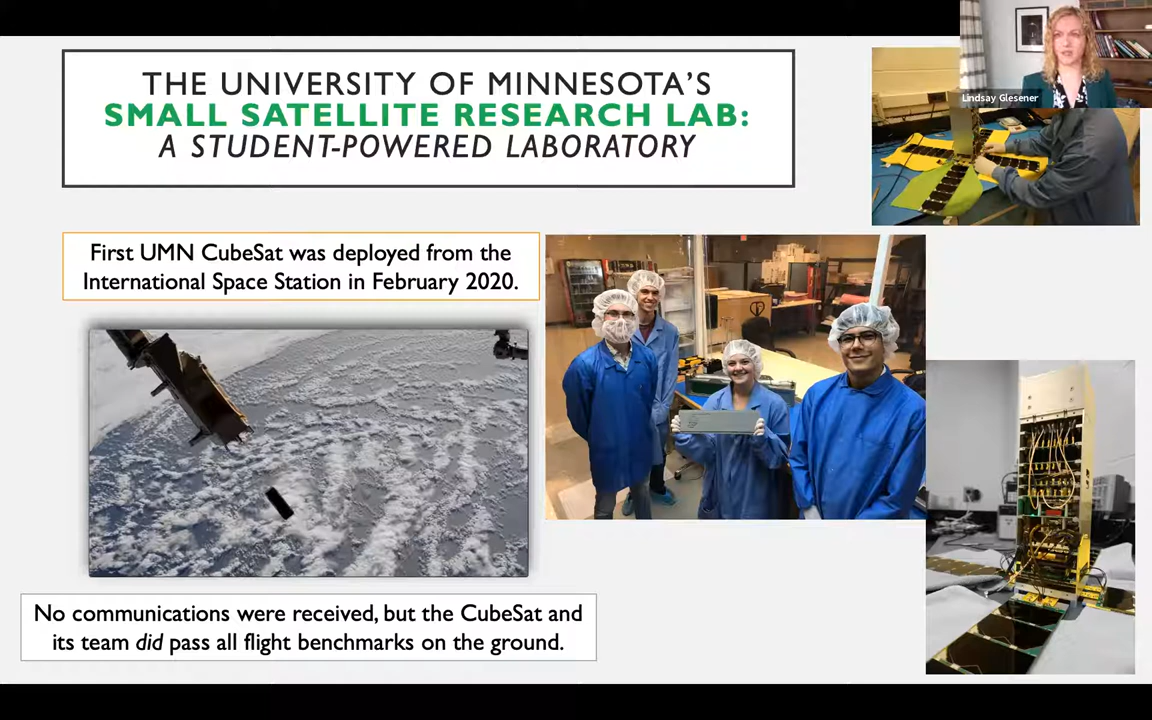 THE UNIVERSITY OF MINNESOTA'S
SMALL SATELLITE RESEARCH LAB:
A STUDENT-POWERED LABORATORY
Lindsay Glesener
First UMN CubeSat was deployed from the
International Space Station in February 2020.
No communications were received, but the CubeSat and
its team did pass all flight benchmarks on the ground.